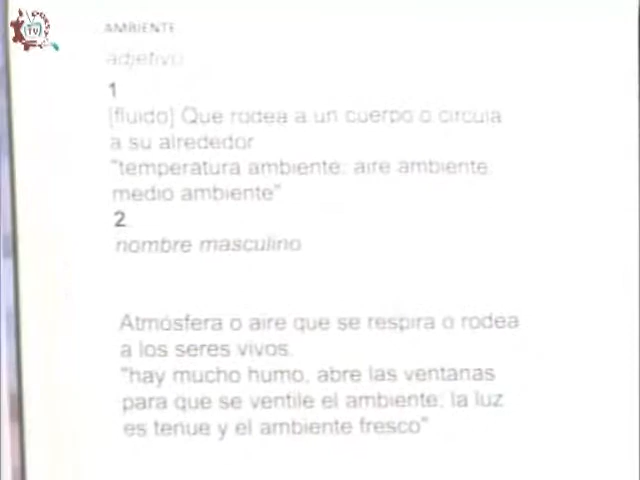 TV
AMBIENTE
adjetivo
1
[fluido] Que rodea a un cuerpo o circula
a su alrededor
"temperatura ambiente; aire ambiente;
medio ambiente"
2.
nombre masculino
Atmósfera o aire que se respira o rodea
a los seres vivos.
"hay mucho humo, abre las ventanas
para que se ventile el ambiente; la luz
es tenue y el ambiente fresco"